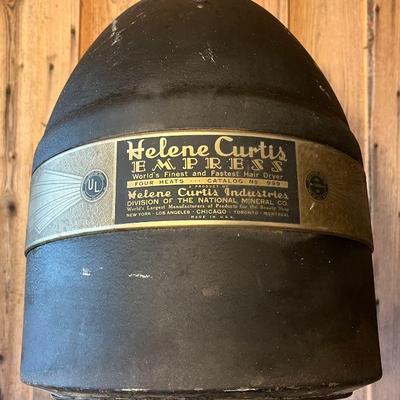 Helene Curtis
EMPRESS
World's Finest and Fastest Hair Dryer
FOUR HEATS CATALOG No 999
A PRODUCT OF
Helene Curtis Industries
DIVISION OF THE NATIONAL MINERAL CO.
World's Largest Manufacturers of Products for the Beauty Shop
NEW YORK - LOS ANGELES - CHICAGO - TORONTO - MONTREAL
MADE IN U.S.A.
UL